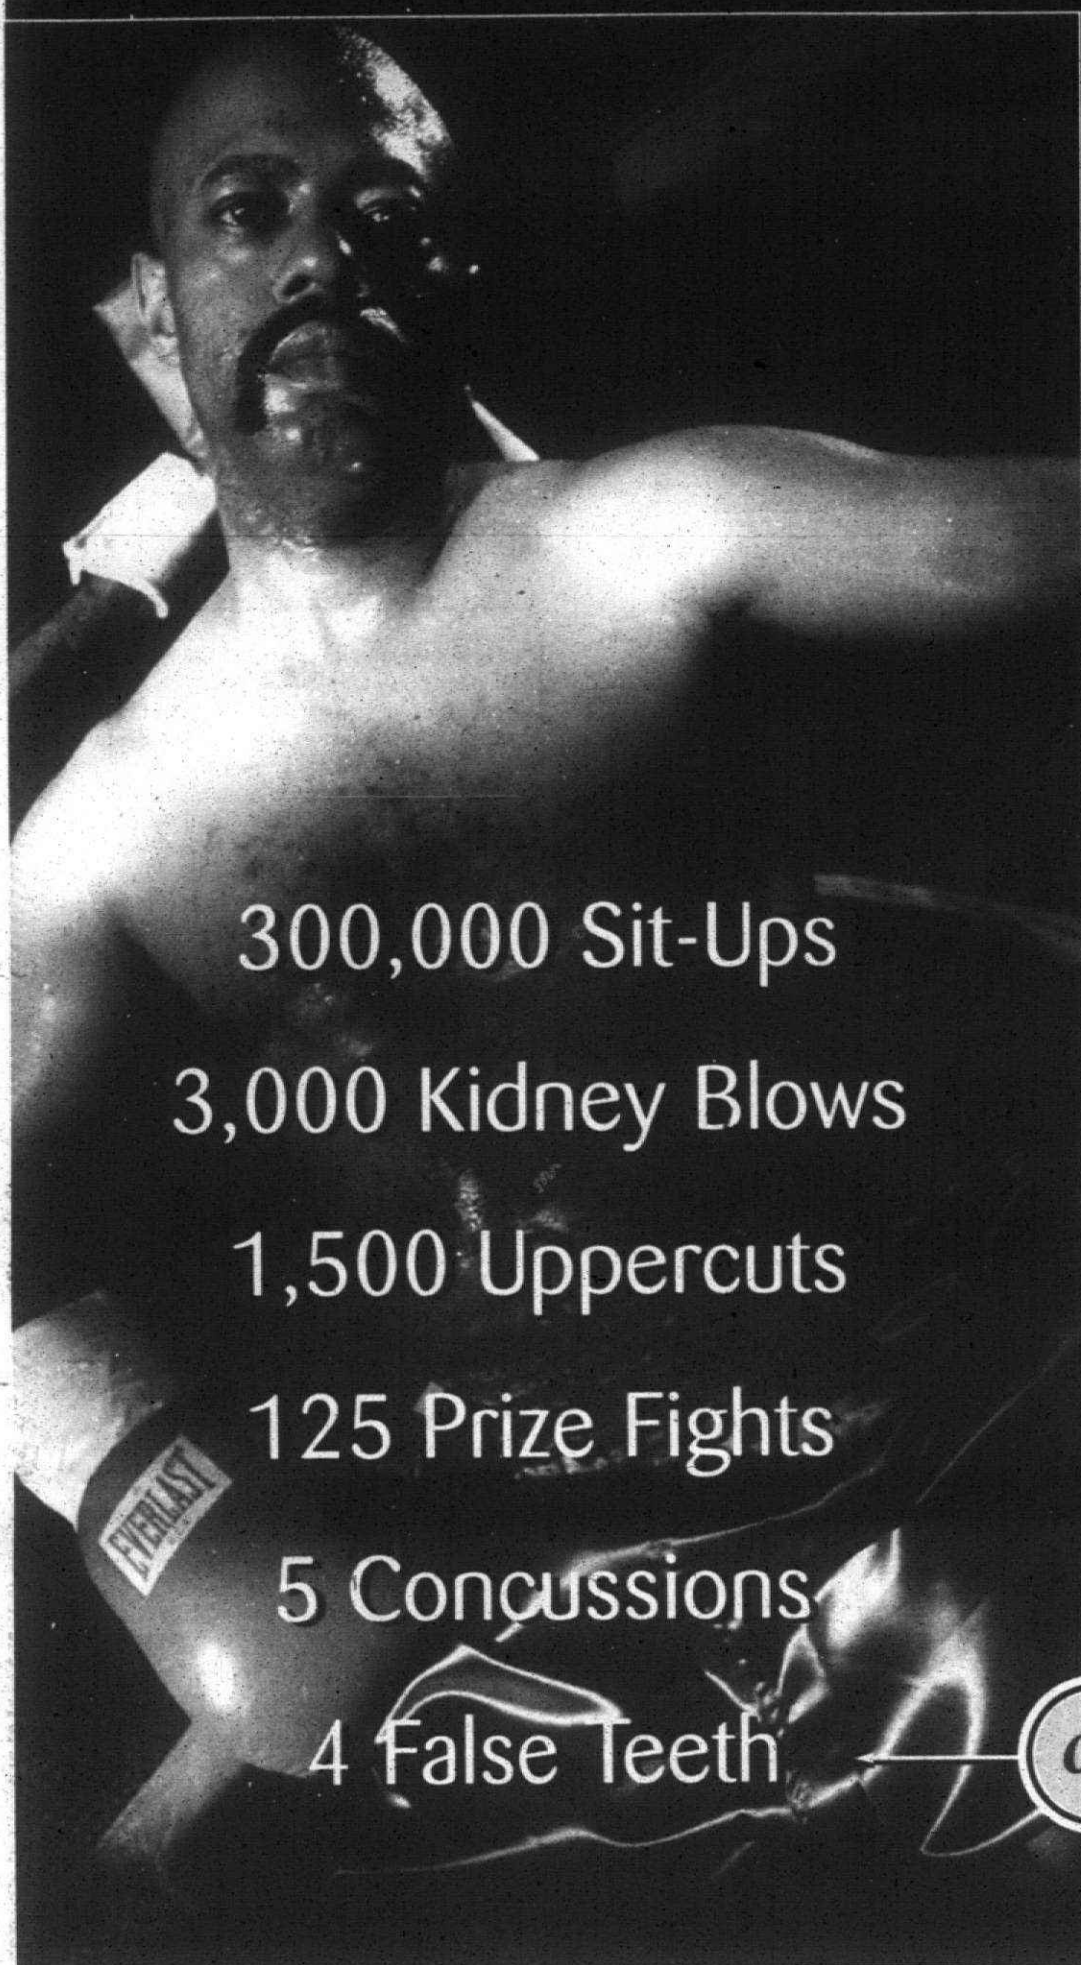 300,000 Sit-Ups
3,000 Kidney Blows
1,500 Uppercuts
125 Prize Fights
EVERLAST
5 Concussions
4 False Teeth